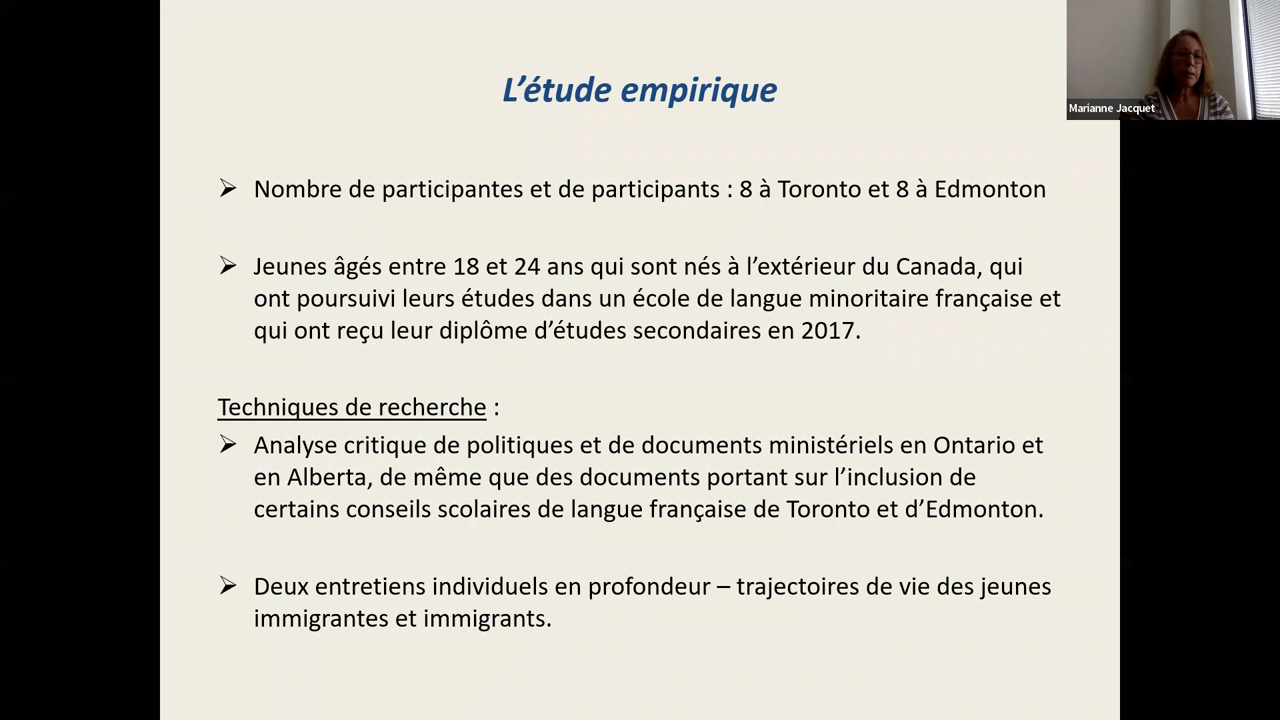 L'étude empirique
Marianne Jacquet
➢ Nombre de participantes et de participants : 8 à Toronto et 8 à Edmonton
➢ Jeunes âgés entre 18 et 24 ans qui sont nés à l'extérieur du Canada, qui
ont poursuivi leurs études dans un école de langue minoritaire française et
qui ont reçu leur diplôme d'études secondaires en 2017.
Techniques de recherche :
➢ Analyse critique de politiques et de documents ministériels en Ontario et
en Alberta, de même que des documents portant sur l'inclusion de
certains conseils scolaires de langue française de Toronto et d'Edmonton.
➢ Deux entretiens individuels en profondeur – trajectoires de vie des jeunes
immigrantes et immigrants.